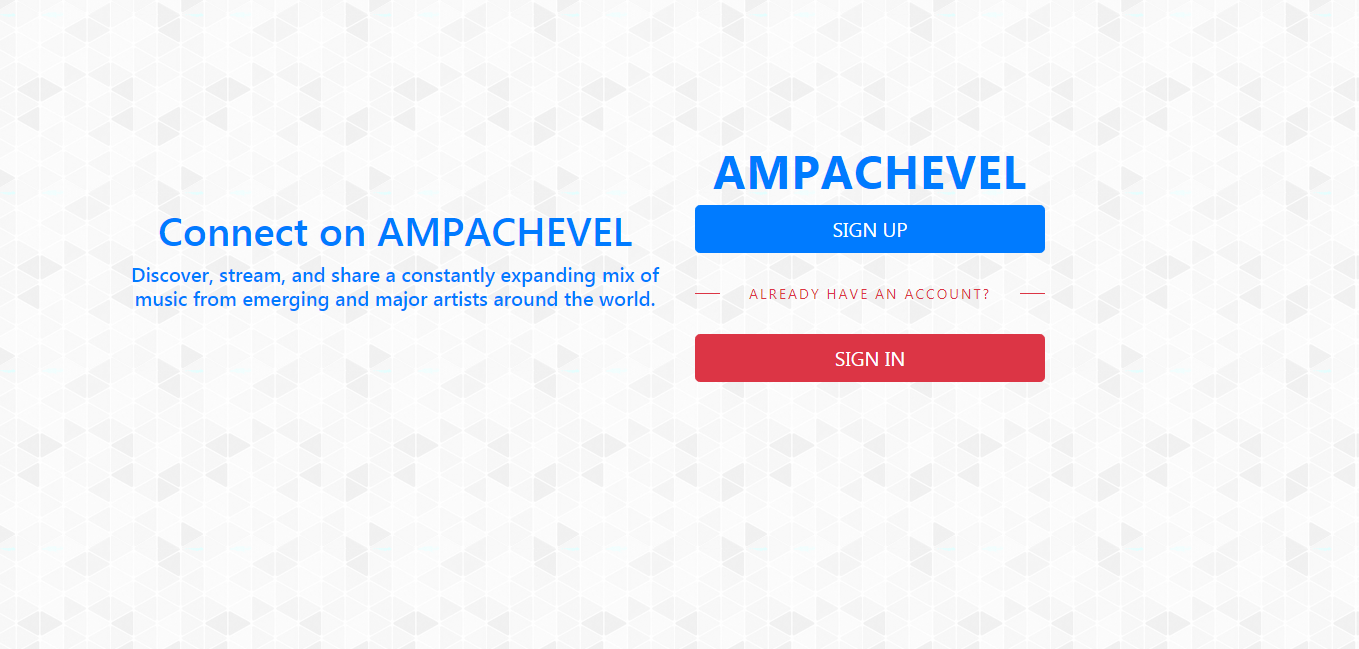 Connect on AMPACHEVEL
Discover, stream, and share a constantly expanding mix of
music from emerging and major artists around the world.
AMPACHEVEL
SIGN UP
ALREADY HAVE AN ACCOUNT?
SIGN IN